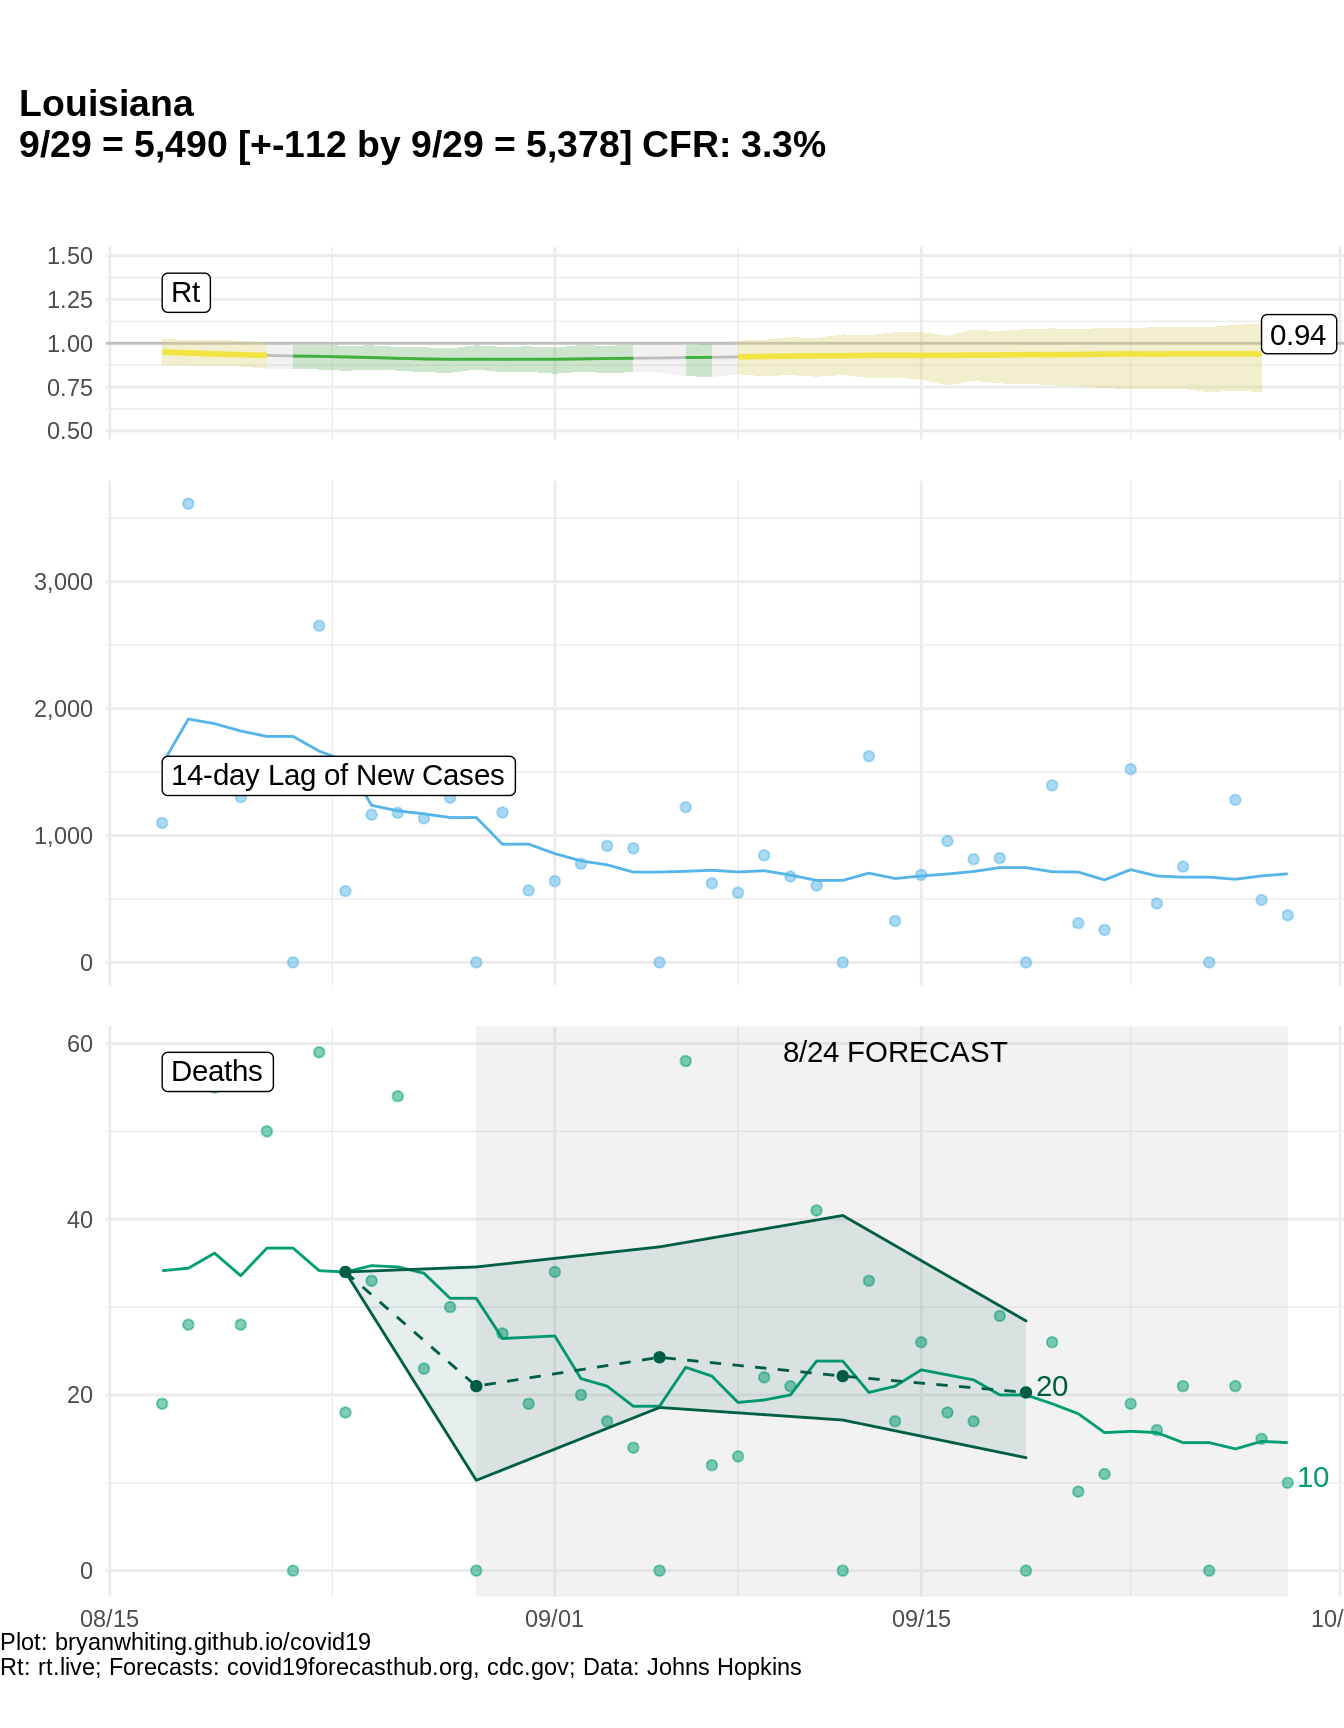 Louisiana
9/29 = 5,490 [+-112 by 9/29 = 5,378] CFR: 3.3%
1.50
1.25
1.00
0.75
0.50
Rt
0.94
3,000
2,000
1,000
0
14-day Lag of New Cases
60
40
20
0
Deaths
8/24 FORECAST
20
10
08/15
09/01
09/15
10/
Plot: bryanwhiting.github.io/covid19
Rt: rt.live; Forecasts: covid19forecasthub.org, cdc.gov; Data: Johns Hopkins